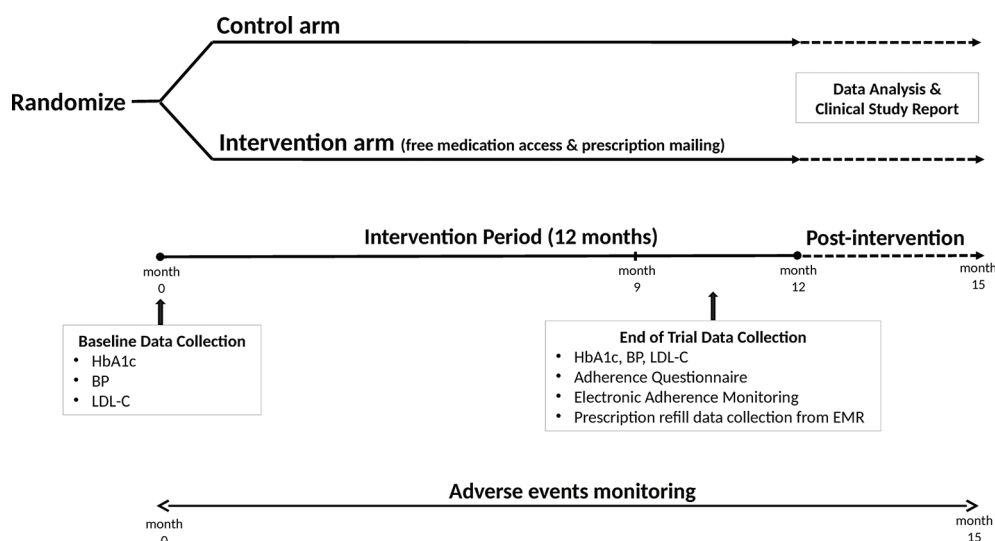 Control arm
Randomize
Data Analysis &
Clinical Study Report
Intervention arm (free medication access & prescription mailing)
Intervention Period (12 months)
Post-intervention
month
0
month
9
month
12
month
15
Baseline Data Collection
• HbA1c
• BP
• LDL-C
End of Trial Data Collection
• HbA1c, BP, LDL-C
• Adherence Questionnaire
• Electronic Adherence Monitoring
• Prescription refill data collection from EMR
Adverse events monitoring
month
0
month
15